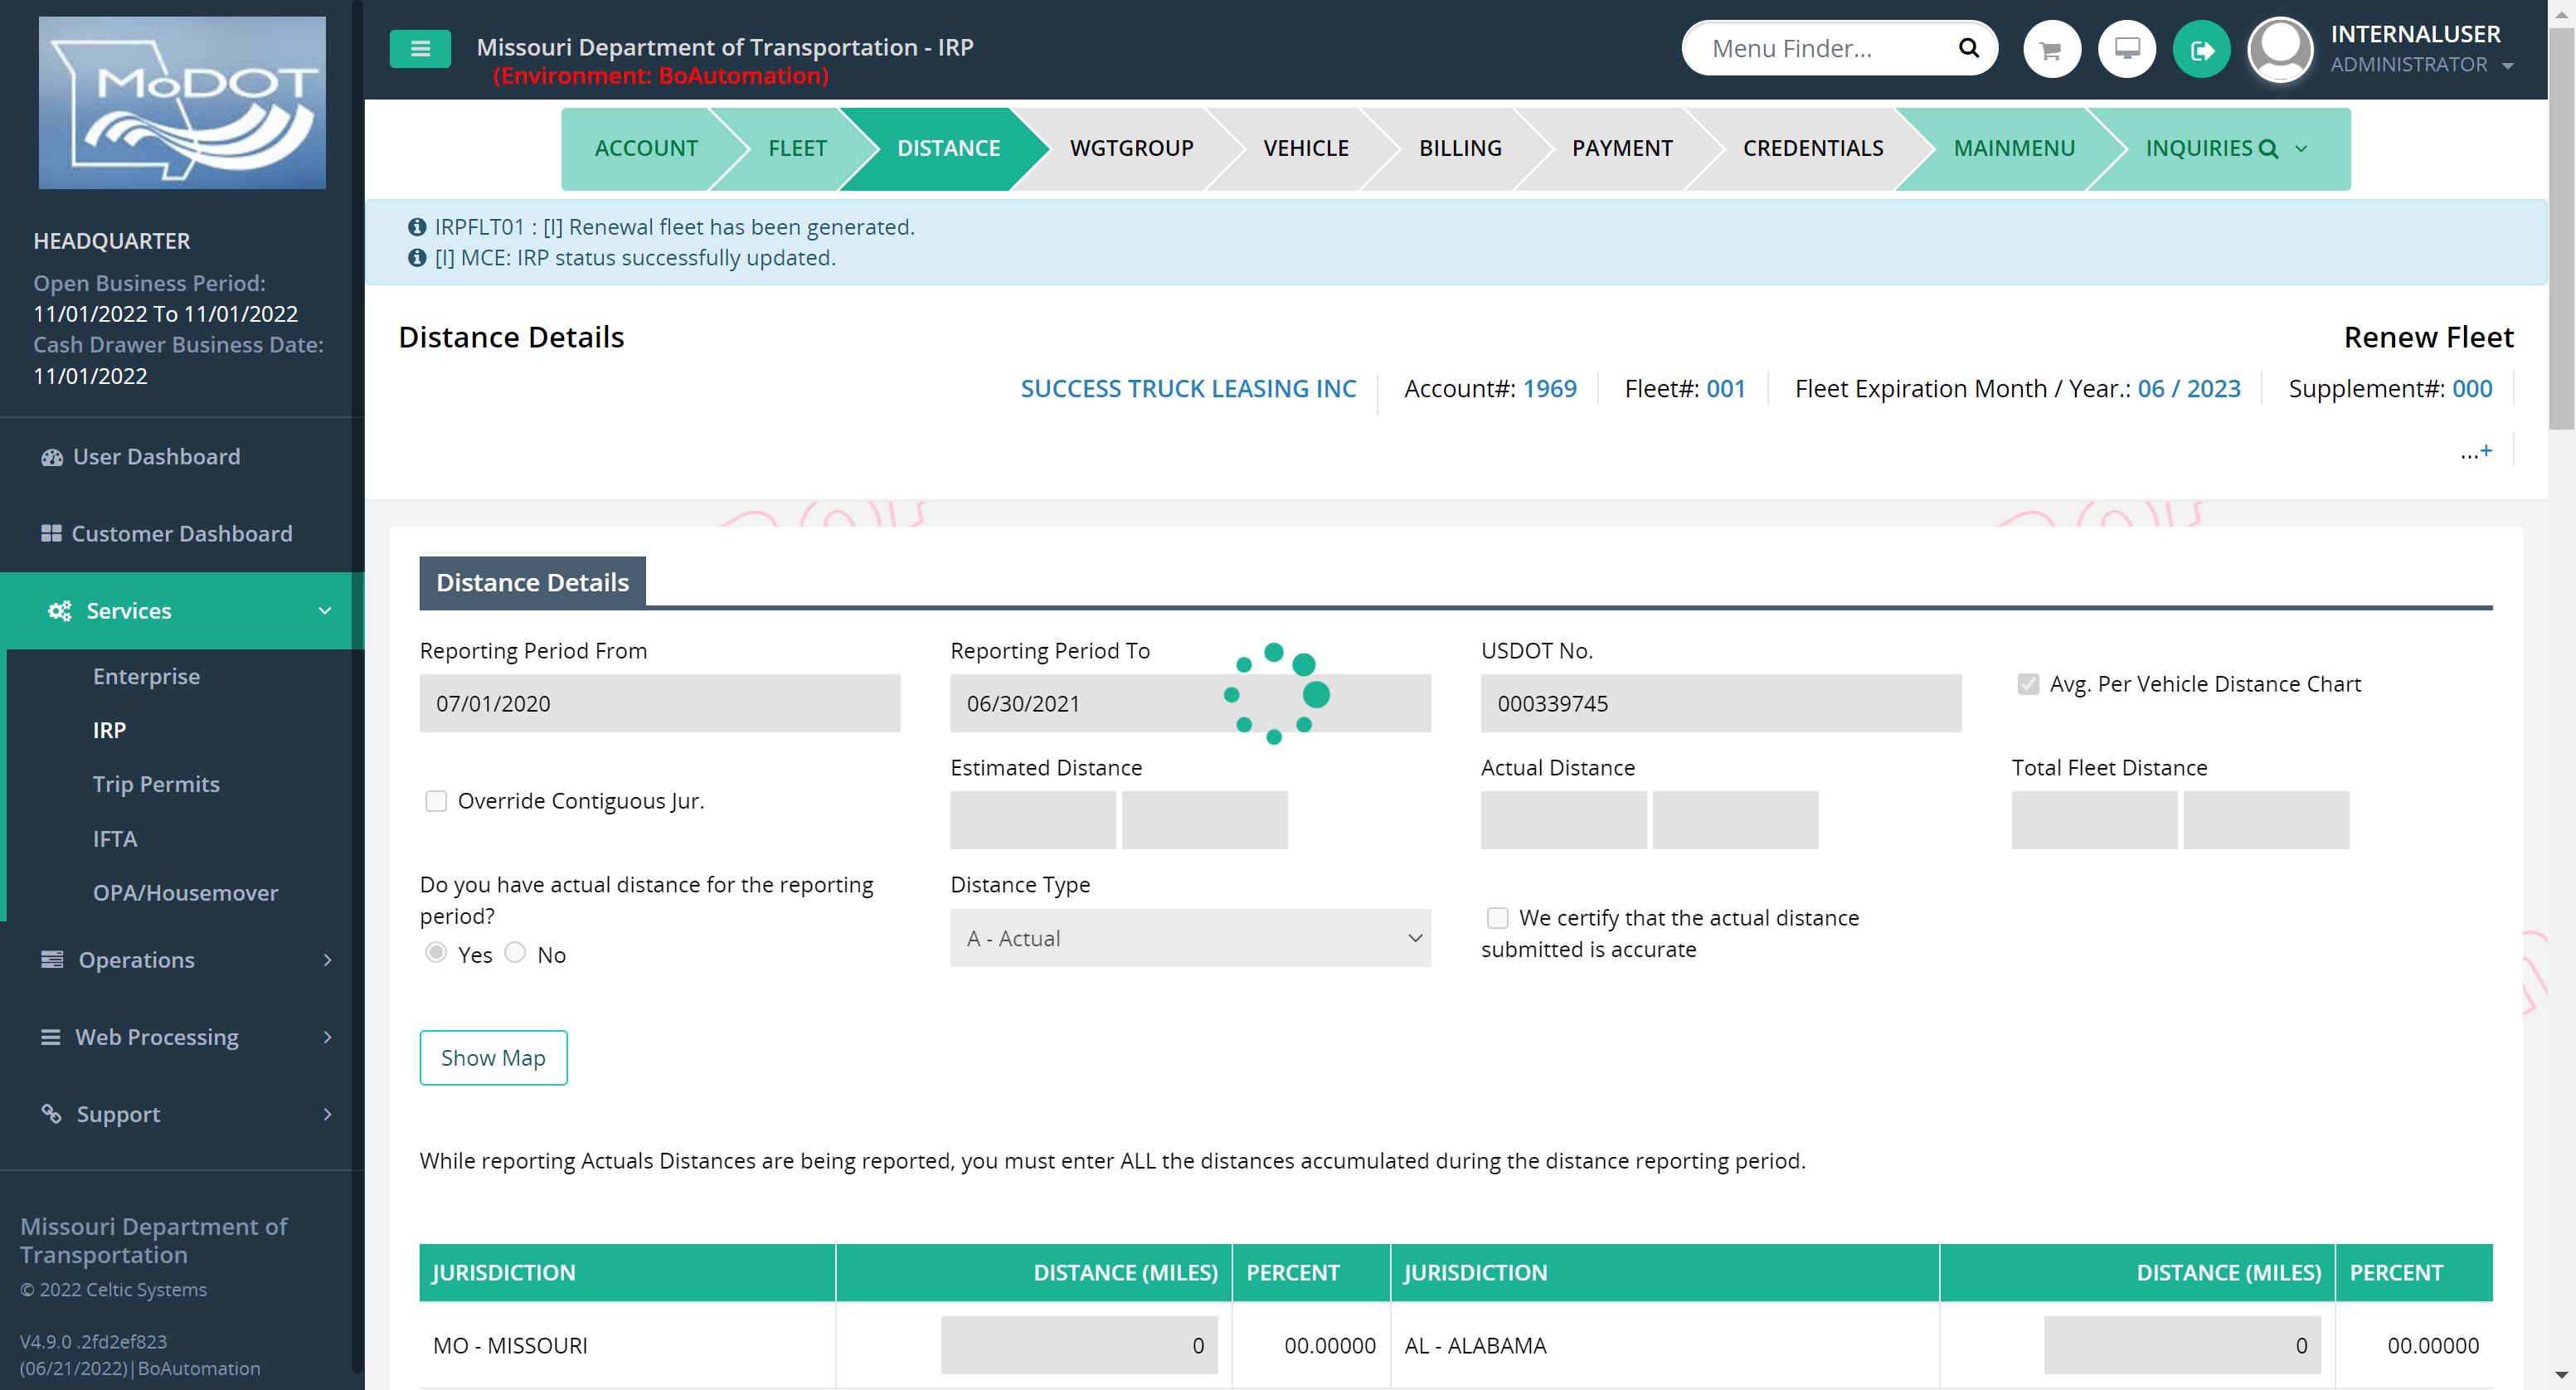 MoDOT
HEADQUARTER
Open Business Period:
11/01/2022 To 11/01/2022
Cash Drawer Business Date:
11/01/2022
User Dashboard
Customer Dashboard
Services
Enterprise
IRP
Trip Permits
IFTA
OPA/Housemover
Operations
Web Processing
Support
Missouri Department of
Transportation
© 2022 Celtic Systems
V4.9.0 .2fd2ef823
(06/21/2022)|BoAutomation
Missouri Department of Transportation - IRP
(Environment: BoAutomation)
Menu Finder...
INTERNALUSER
ADMINISTRATOR
ACCOUNT FLEET DISTANCE WGTGROUP VEHICLE BILLING PAYMENT CREDENTIALS MAINMENU INQUIRIES
IRPFLT01 : [I] Renewal fleet has been generated.
[I] MCE: IRP status successfully updated.
Distance Details Renew Fleet
SUCCESS TRUCK LEASING INC Account#: 1969 Fleet#: 001 Fleet Expiration Month / Year.: 06 / 2023 Supplement#: 000
...+
Distance Details
Reporting Period From Reporting Period To USDOT No.
07/01/2020 06/30/2021 000339745 Avg. Per Vehicle Distance Chart
Estimated Distance Actual Distance Total Fleet Distance
Override Contiguous Jur.
Do you have actual distance for the reporting
period?
Yes No
Distance Type
A - Actual
We certify that the actual distance
submitted is accurate
Show Map
While reporting Actuals Distances are being reported, you must enter ALL the distances accumulated during the distance reporting period.
JURISDICTION DISTANCE (MILES) PERCENT JURISDICTION DISTANCE (MILES) PERCENT
MO - MISSOURI 0 00.00000 AL - ALABAMA 0 00.00000